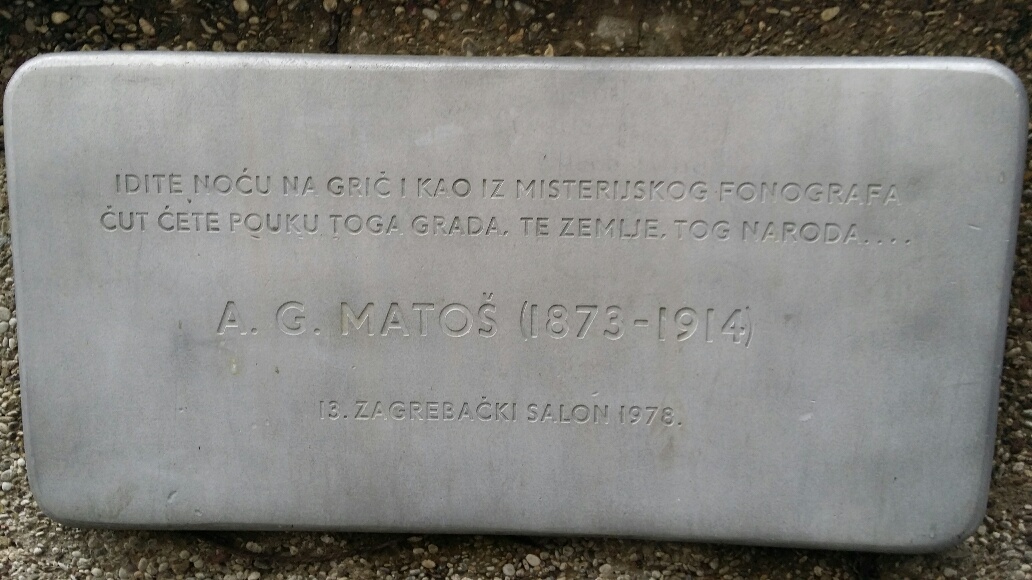 IDITE NOĆU NA GRIČ I KAO IZ MISTERIJSKOG FONOGRAFA
ČUT ĆETE POUKU TOGA GRADA, TE ZEMLJE, TOG NARODA....
A. G. MATOŠ (1873-1914)
13. ZAGREBAČKI SALON 1978.